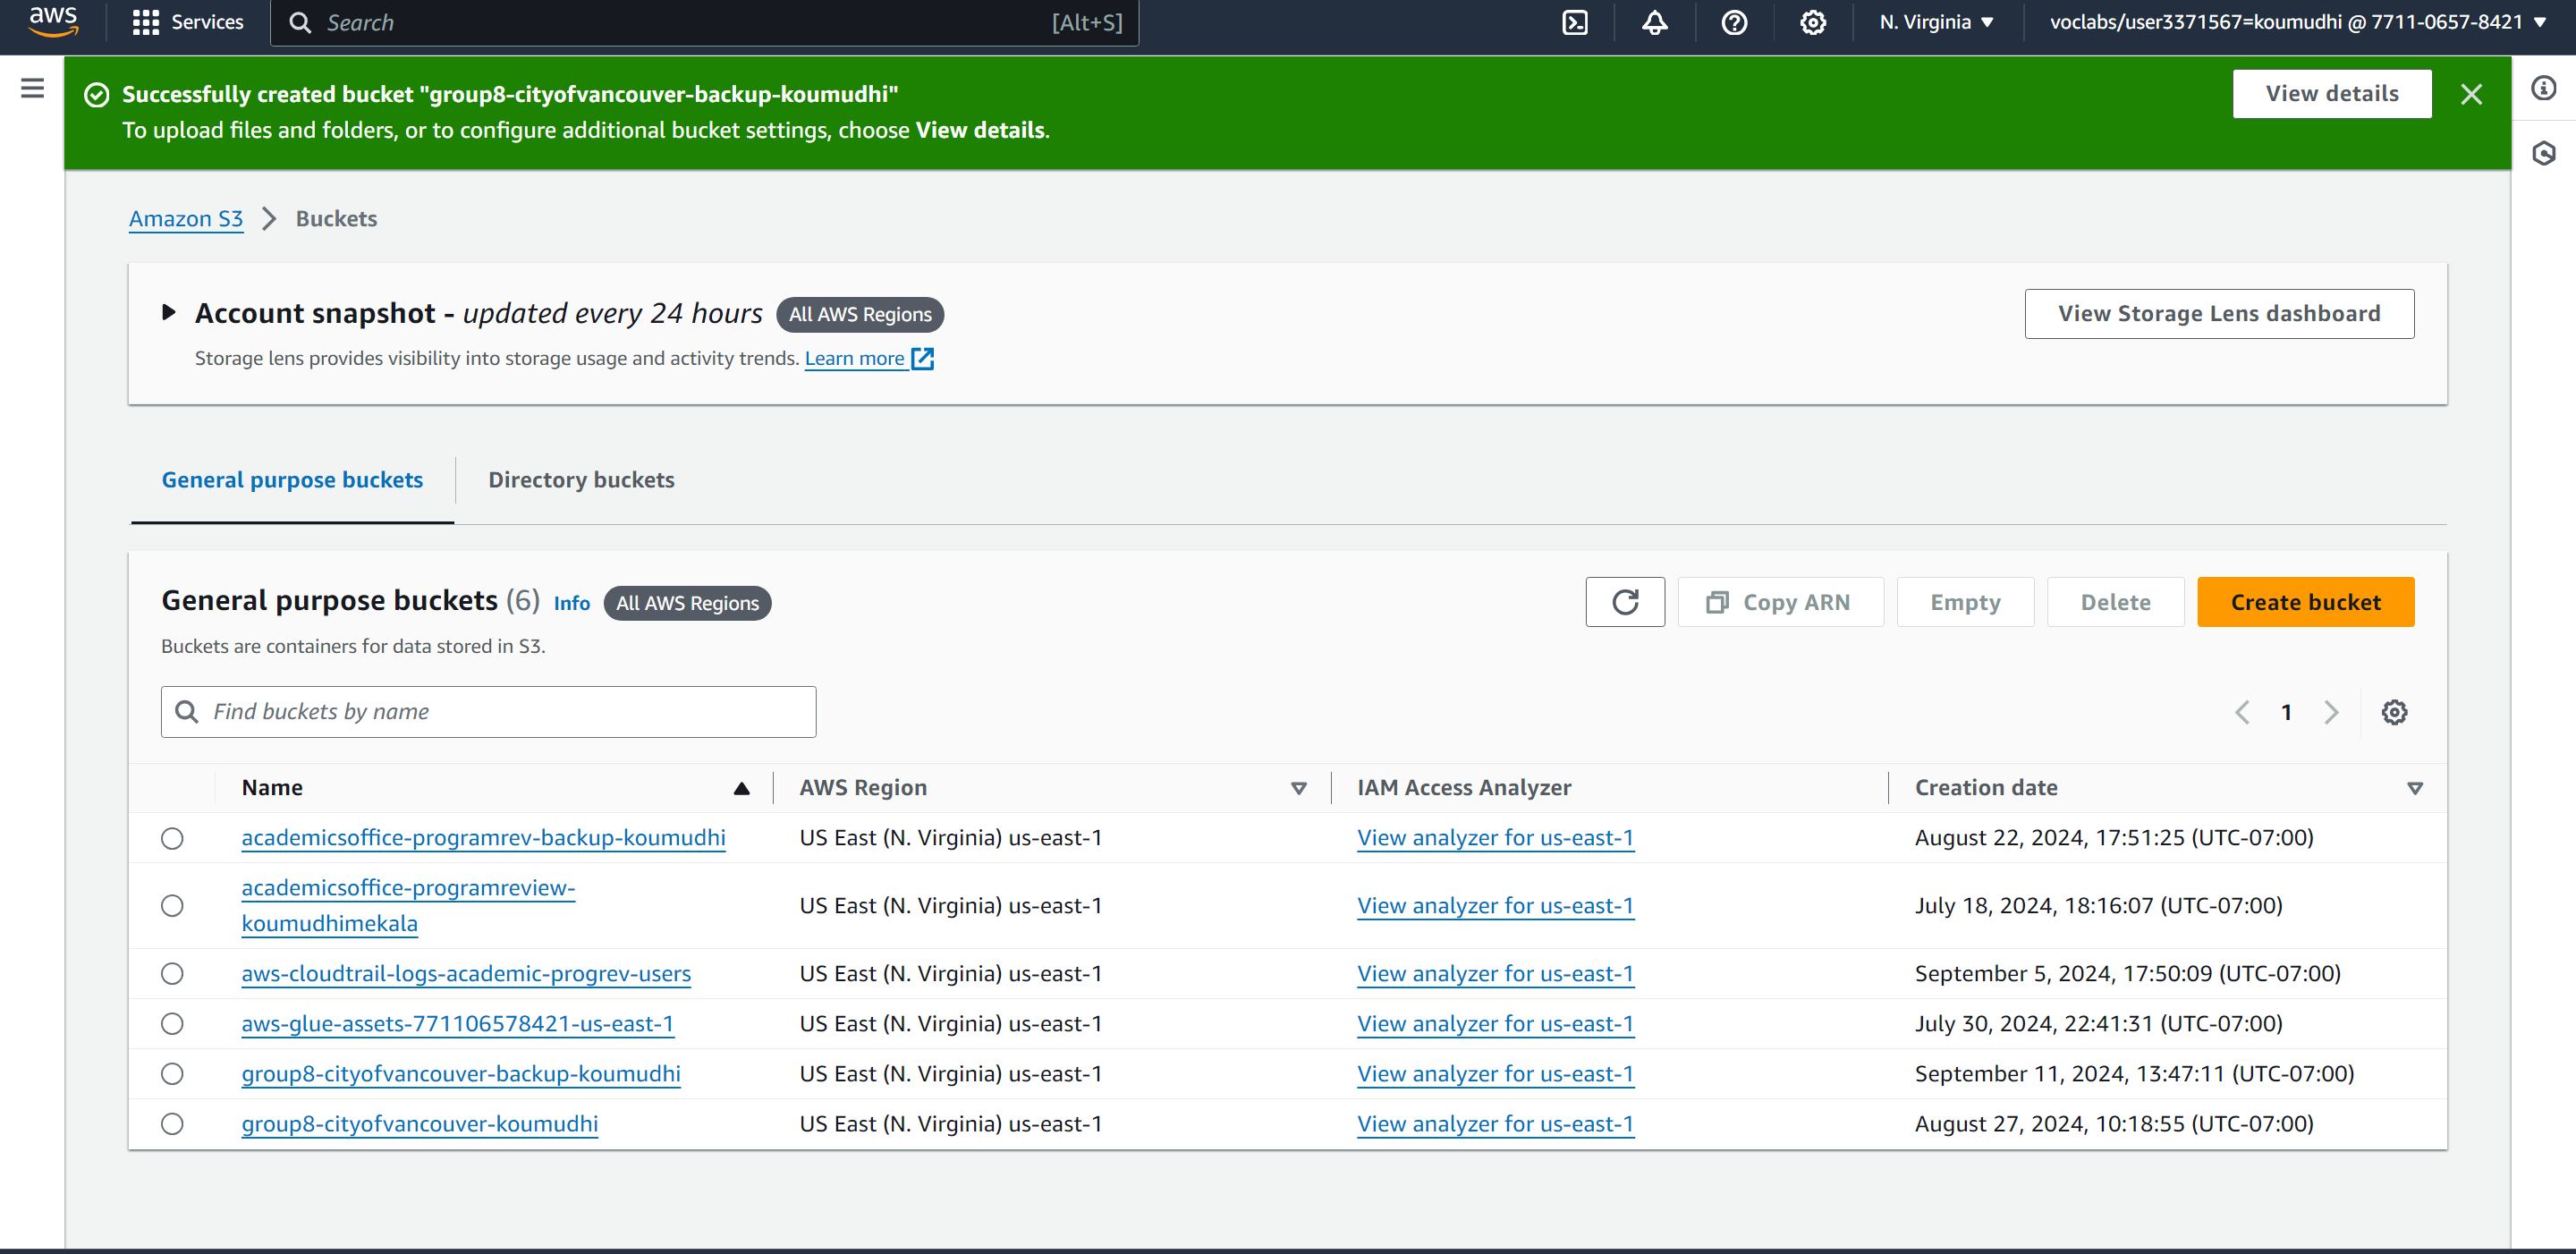 aws Services Search [Alt+S] N. Virginia voclabs/user3371567=koumudhi @ 7711-0657-8421
Successfully created bucket "group8-cityofvancouver-backup-koumudhi"
To upload files and folders, or to configure additional bucket settings, choose View details.
View details
Amazon S3 Buckets
Account snapshot - updated every 24 hours All AWS Regions
View Storage Lens dashboard
Storage lens provides visibility into storage usage and activity trends. Learn more
General purpose buckets Directory buckets
General purpose buckets (6) Info All AWS Regions
Copy ARN Empty Delete Create bucket
Buckets are containers for data stored in S3.
Find buckets by name
1
Name AWS Region IAM Access Analyzer Creation date
academicsoffice-programrev-backup-koumudhi US East (N. Virginia) us-east-1 View analyzer for us-east-1 August 22, 2024, 17:51:25 (UTC-07:00)
academicsoffice-programreview-
koumudhimekala US East (N. Virginia) us-east-1 View analyzer for us-east-1 July 18, 2024, 18:16:07 (UTC-07:00)
aws-cloudtrail-logs-academic-progrev-users US East (N. Virginia) us-east-1 View analyzer for us-east-1 September 5, 2024, 17:50:09 (UTC-07:00)
aws-glue-assets-771106578421-us-east-1 US East (N. Virginia) us-east-1 View analyzer for us-east-1 July 30, 2024, 22:41:31 (UTC-07:00)
group8-cityofvancouver-backup-koumudhi US East (N. Virginia) us-east-1 View analyzer for us-east-1 September 11, 2024, 13:47:11 (UTC-07:00)
group8-cityofvancouver-koumudhi US East (N. Virginia) us-east-1 View analyzer for us-east-1 August 27, 2024, 10:18:55 (UTC-07:00)